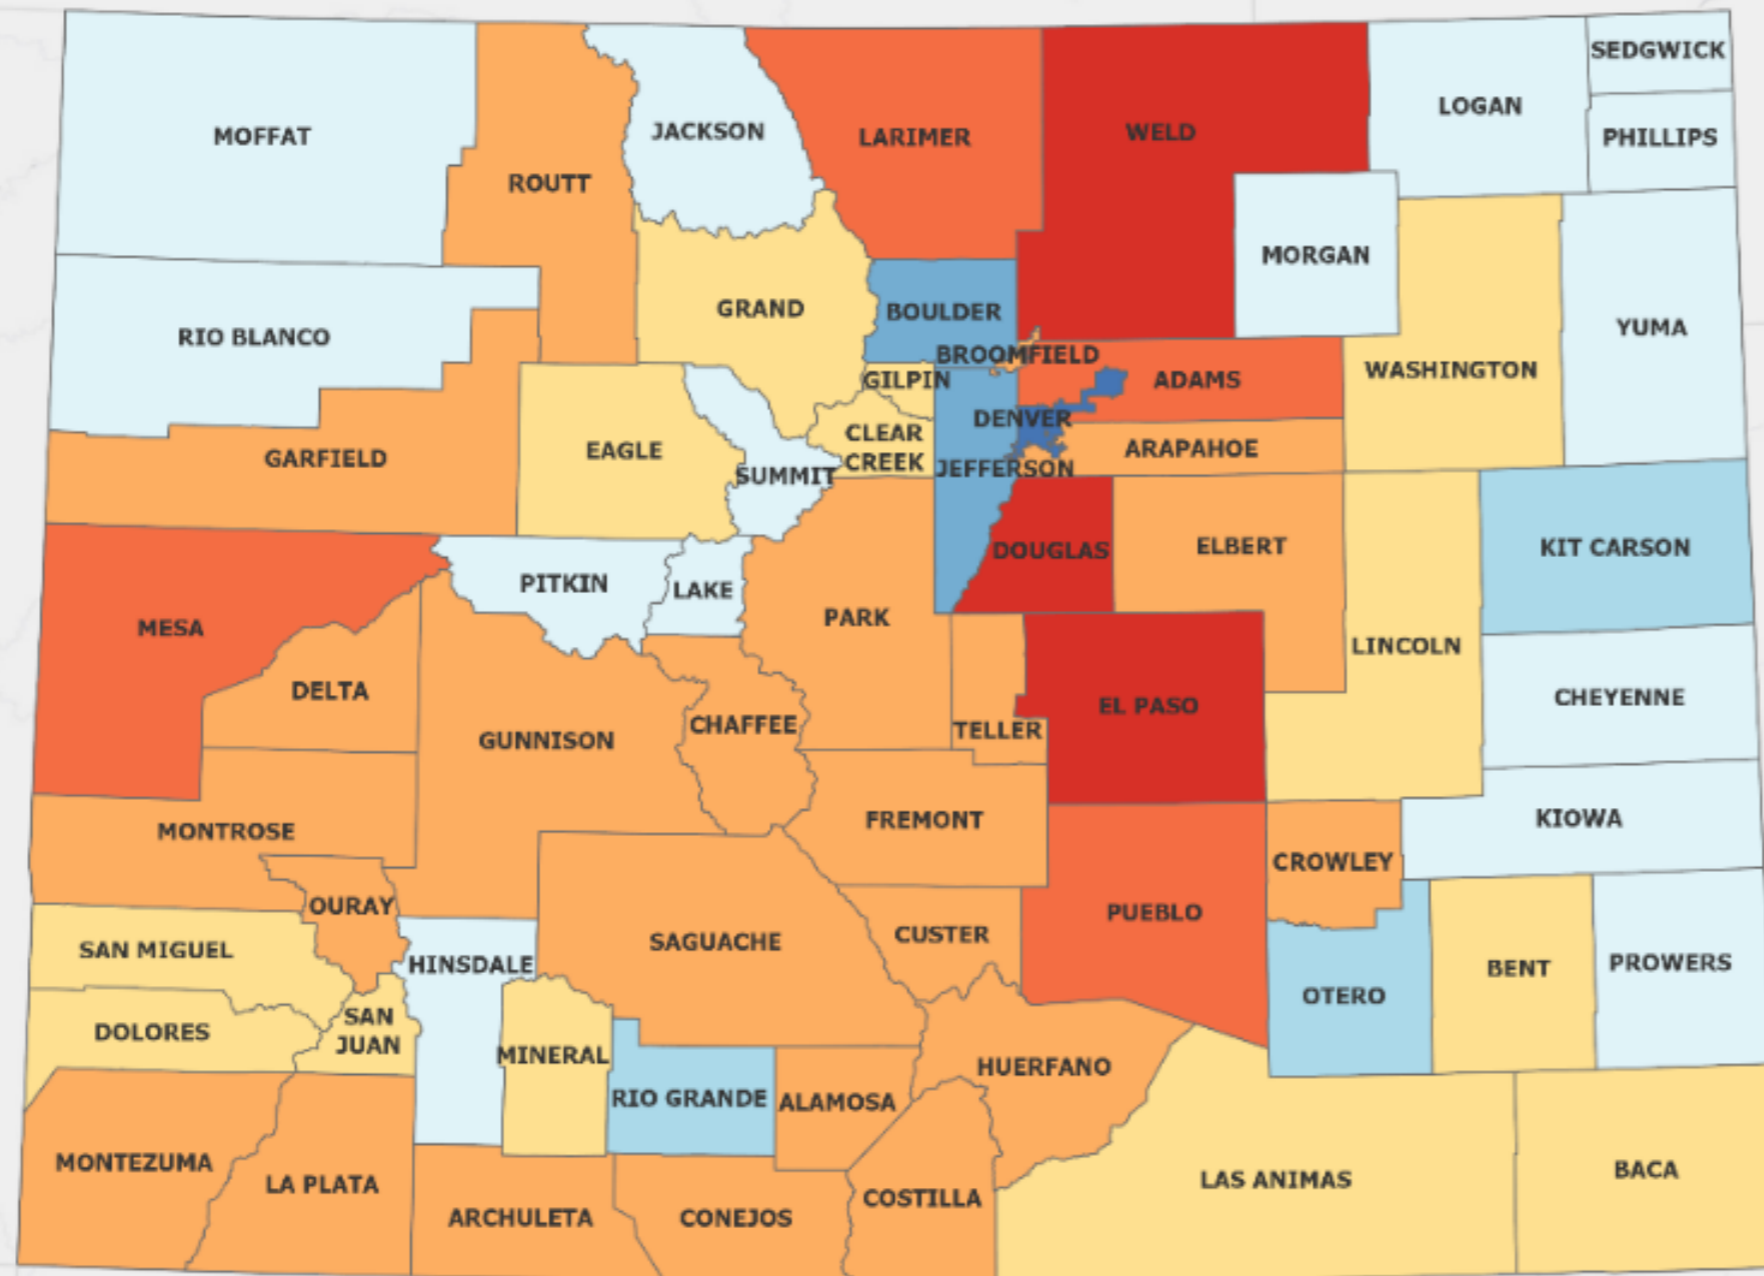 SEDGWICK
LOGAN
JACKSON
WELD
MOFFAT
LARIMER
PHILLIPS
ROUTT
MORGAN
GRAND
BOULDER
YUMA
RIO BLANCO
BROOMFIELD
WASHINGTON
GILPIN
ADAMS
DENVER
CLEAR
CREEK
ARAPAHOE
EAGLE
GARFIELD
JEFFERSON
SUMMIT
ELBERT
KIT CARSON
DOUGLAS
PITKIN
LAKE
PARK
MESA
LINCOLN
DELTA
CHEYENNE
EL PASO
CHAFFEE
TELLER
GUNNISON
KIOWA
FREMONT
MONTROSE
CROWLEY
OURAY
PUEBLO
CUSTER
SAGUACHE
SAN MIGUEL
HINSDALE
PROWERS
BENT
OTERO
SAN
JUAN
DOLORES
MINERAL
HUERFANO
RIO GRANDE
ALAMOSA
MONTEZUMA
BACA
LAS ANIMAS
LA PLATA
COSTILLA
ARCHULETA
CONEJOS